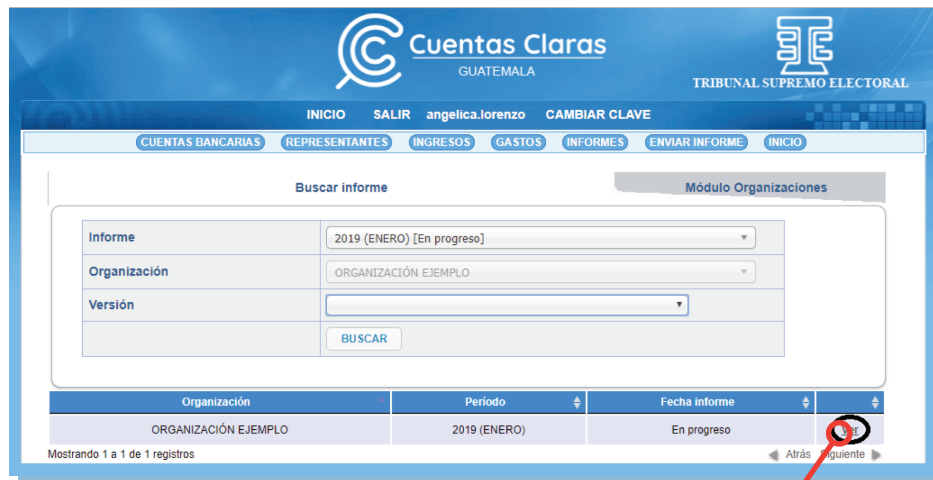 Cuentas Claras
GUATEMALA
TRIBUNAL SUPREMO ELECTORAL
INICIO SALIR angelica.lorenzo CAMBIAR CLAVE
CUENTAS BANCARIAS REPRESENTANTES INGRESOS GASTOS INFORMES ENVIAR INFORME INICIO
Buscar informe Módulo Organizaciones
Informe 2019 (ENERO) [En progreso]
Organización ORGANIZACIÓN EJEMPLO
Versión
BUSCAR
Organización Período Fecha informe
ORGANIZACIÓN EJEMPLO 2019 (ENERO) En progreso Ver
Mostrando 1 a 1 de 1 registros Atrás Siguiente